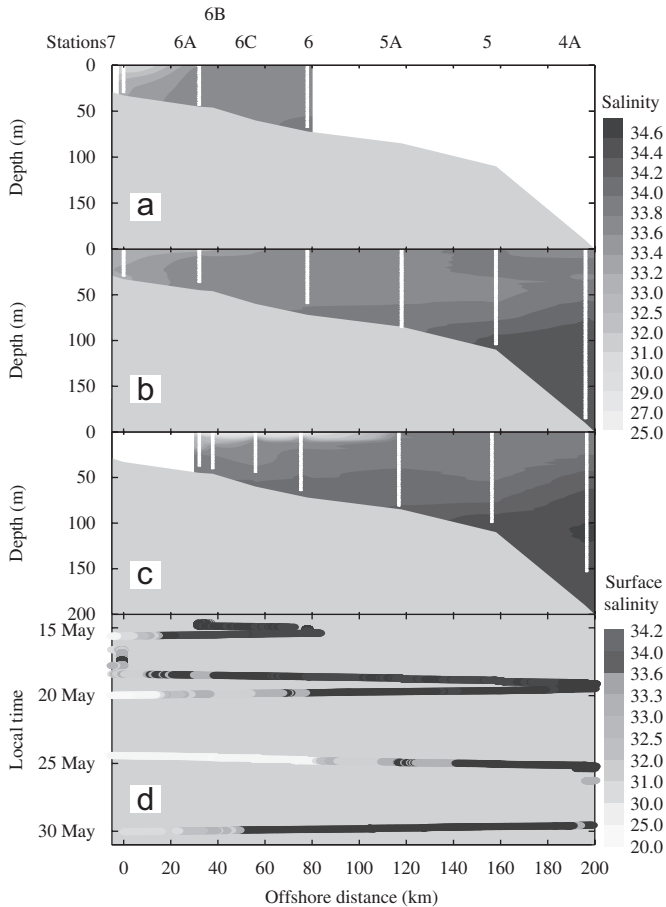 6B
Stations7 6A 6C 6 5A 5 4A
0
50
100
150
Depth (m)
a
0
50
100
150
Depth (m)
b
0
50
100
150
200
Depth (m)
c
Salinity
34.6
34.4
34.2
34.0
33.8
33.6
33.4
33.2
33.0
32.5
32.0
31.0
30.0
29.0
27.0
25.0
15 May
20 May
25 May
30 May
Local time
d
Surface
salinity
34.2
34.0
33.6
33.3
33.0
32.5
32.0
31.0
30.0
25.0
20.0
0 20 40 60 80 100 120 140 160 180 200
Offshore distance (km)